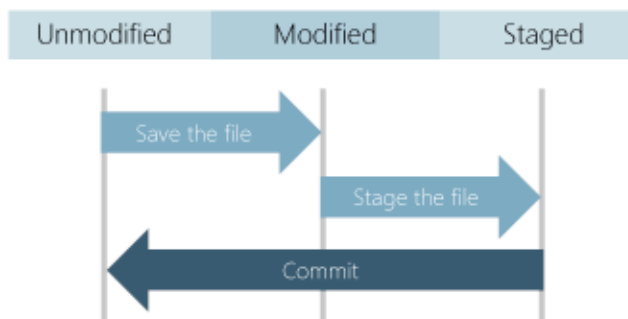 Unmodified Modified Staged
Save the file
Stage the file
Commit